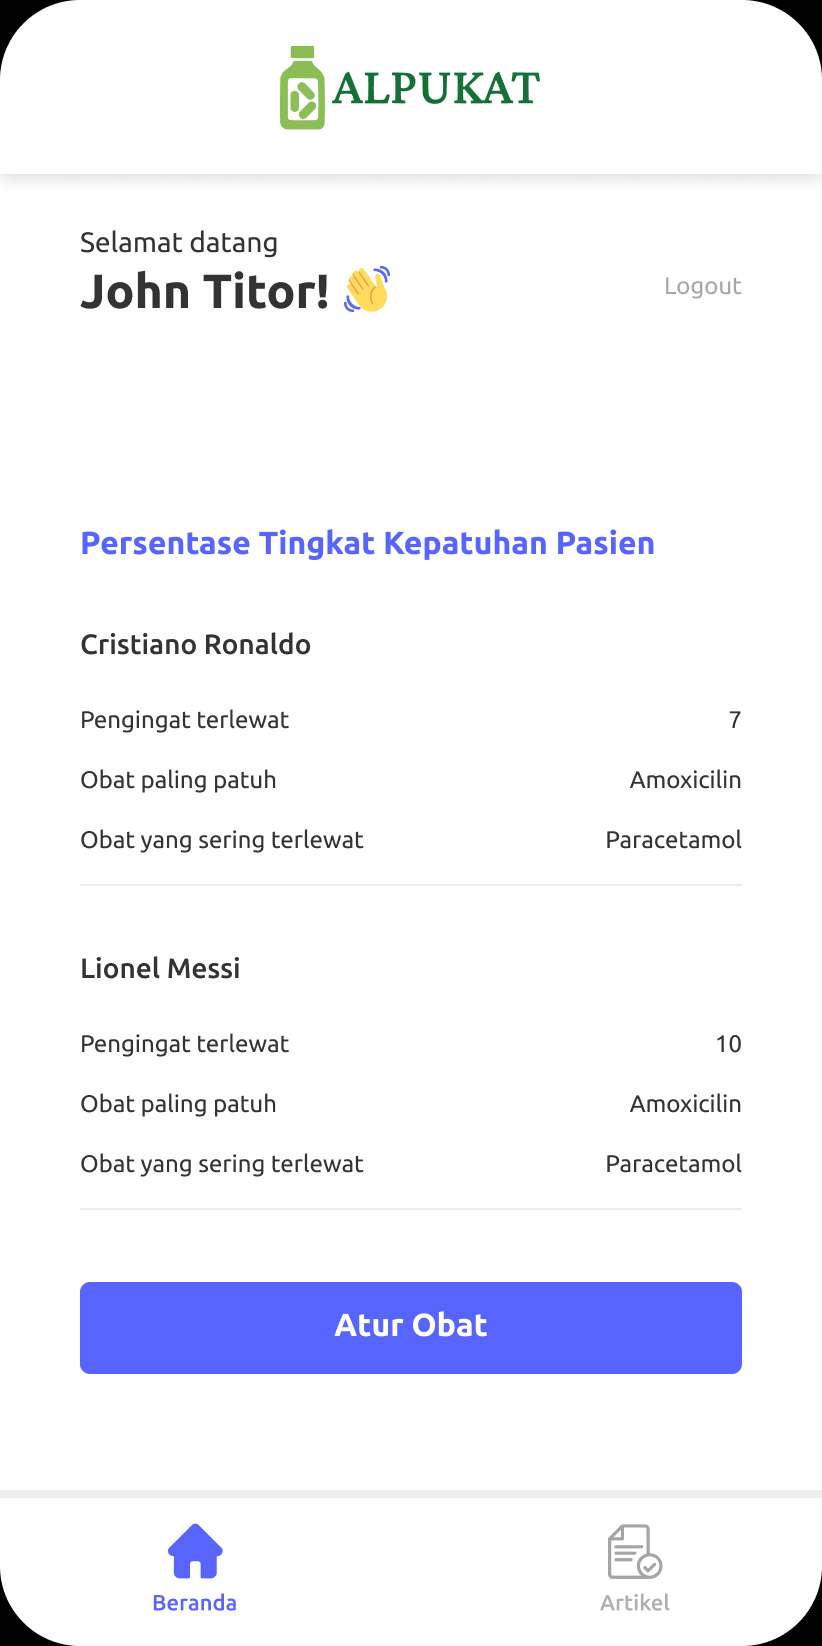 ALPUKAT
Selamat datang
John Titor! 👋
Logout
Persentase Tingkat Kepatuhan Pasien
Cristiano Ronaldo
Pengingat terlewat 7
Obat paling patuh Amoxicilin
Obat yang sering terlewat Paracetamol
Lionel Messi
Pengingat terlewat 10
Obat paling patuh Amoxicilin
Obat yang sering terlewat Paracetamol
Atur Obat
Beranda Artikel